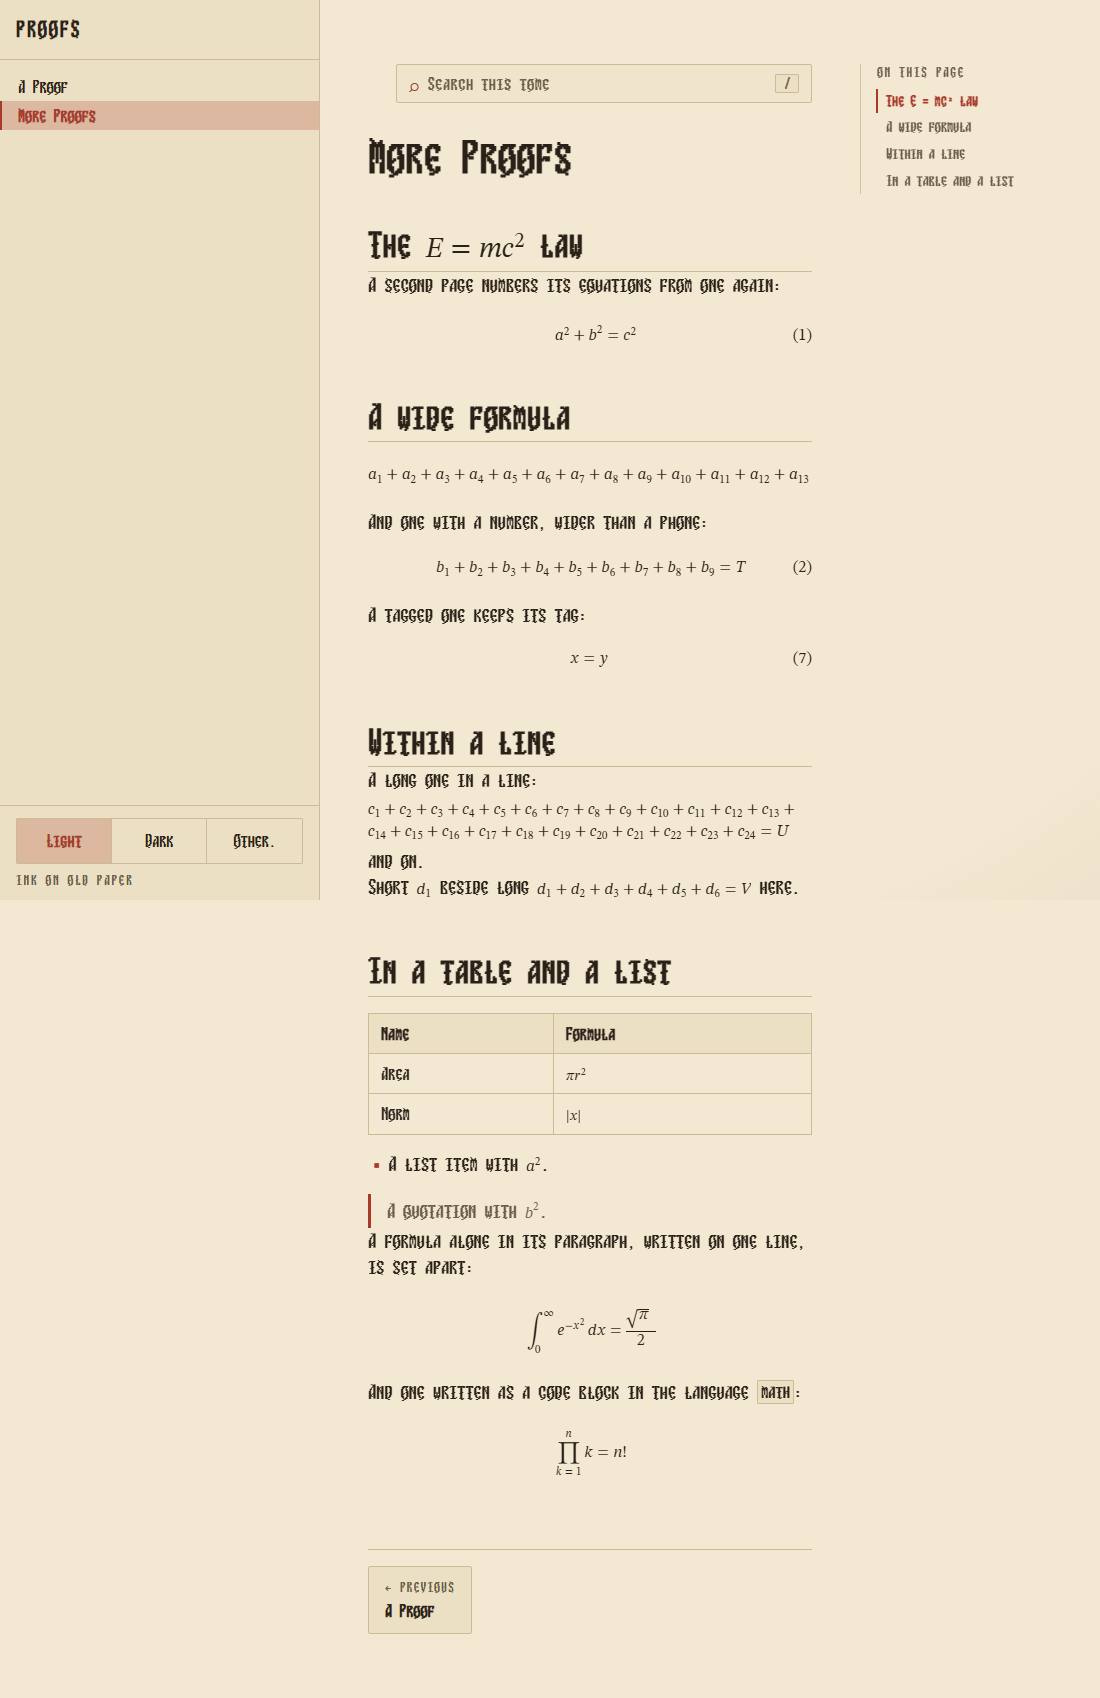 Proofs
A Proof
More Proofs
Light
Dark
Other.
ink on old paper
⌕ Search this tome /
More Proofs
The E = mc² law
A second page numbers its equations from one again:
a² + b² = c² (1)
A wide formula
a₁ + a₂ + a₃ + a₄ + a₅ + a₆ + a₇ + a₈ + a₉ + a₁₀ + a₁₁ + a₁₂ + a₁₃
And one with a number, wider than a phone:
b₁ + b₂ + b₃ + b₄ + b₅ + b₆ + b₇ + b₈ + b₉ = T (2)
A tagged one keeps its tag:
x = y (7)
Within a line
A long one in a line:
c₁ + c₂ + c₃ + c₄ + c₅ + c₆ + c₇ + c₈ + c₉ + c₁₀ + c₁₁ + c₁₂ + c₁₃ +
c₁₄ + c₁₅ + c₁₆ + c₁₇ + c₁₈ + c₁₉ + c₂₀ + c₂₁ + c₂₂ + c₂₃ + c₂₄ = U
and on.
Short d₁ beside long d₁ + d₂ + d₃ + d₄ + d₅ + d₆ = V here.
In a table and a list
Name Formula
Area πr²
Norm |x|
▪ A list item with a².
A quotation with b².
A formula alone in its paragraph, written on one line,
is set apart:
∫₀^∞ e^(−x²) dx = √π / 2
And one written as a code block in the language math:
∏_(k = 1)^n k = n!
← Previous
A Proof
On this page
The E = mc² law
A wide formula
Within a line
In a table and a list